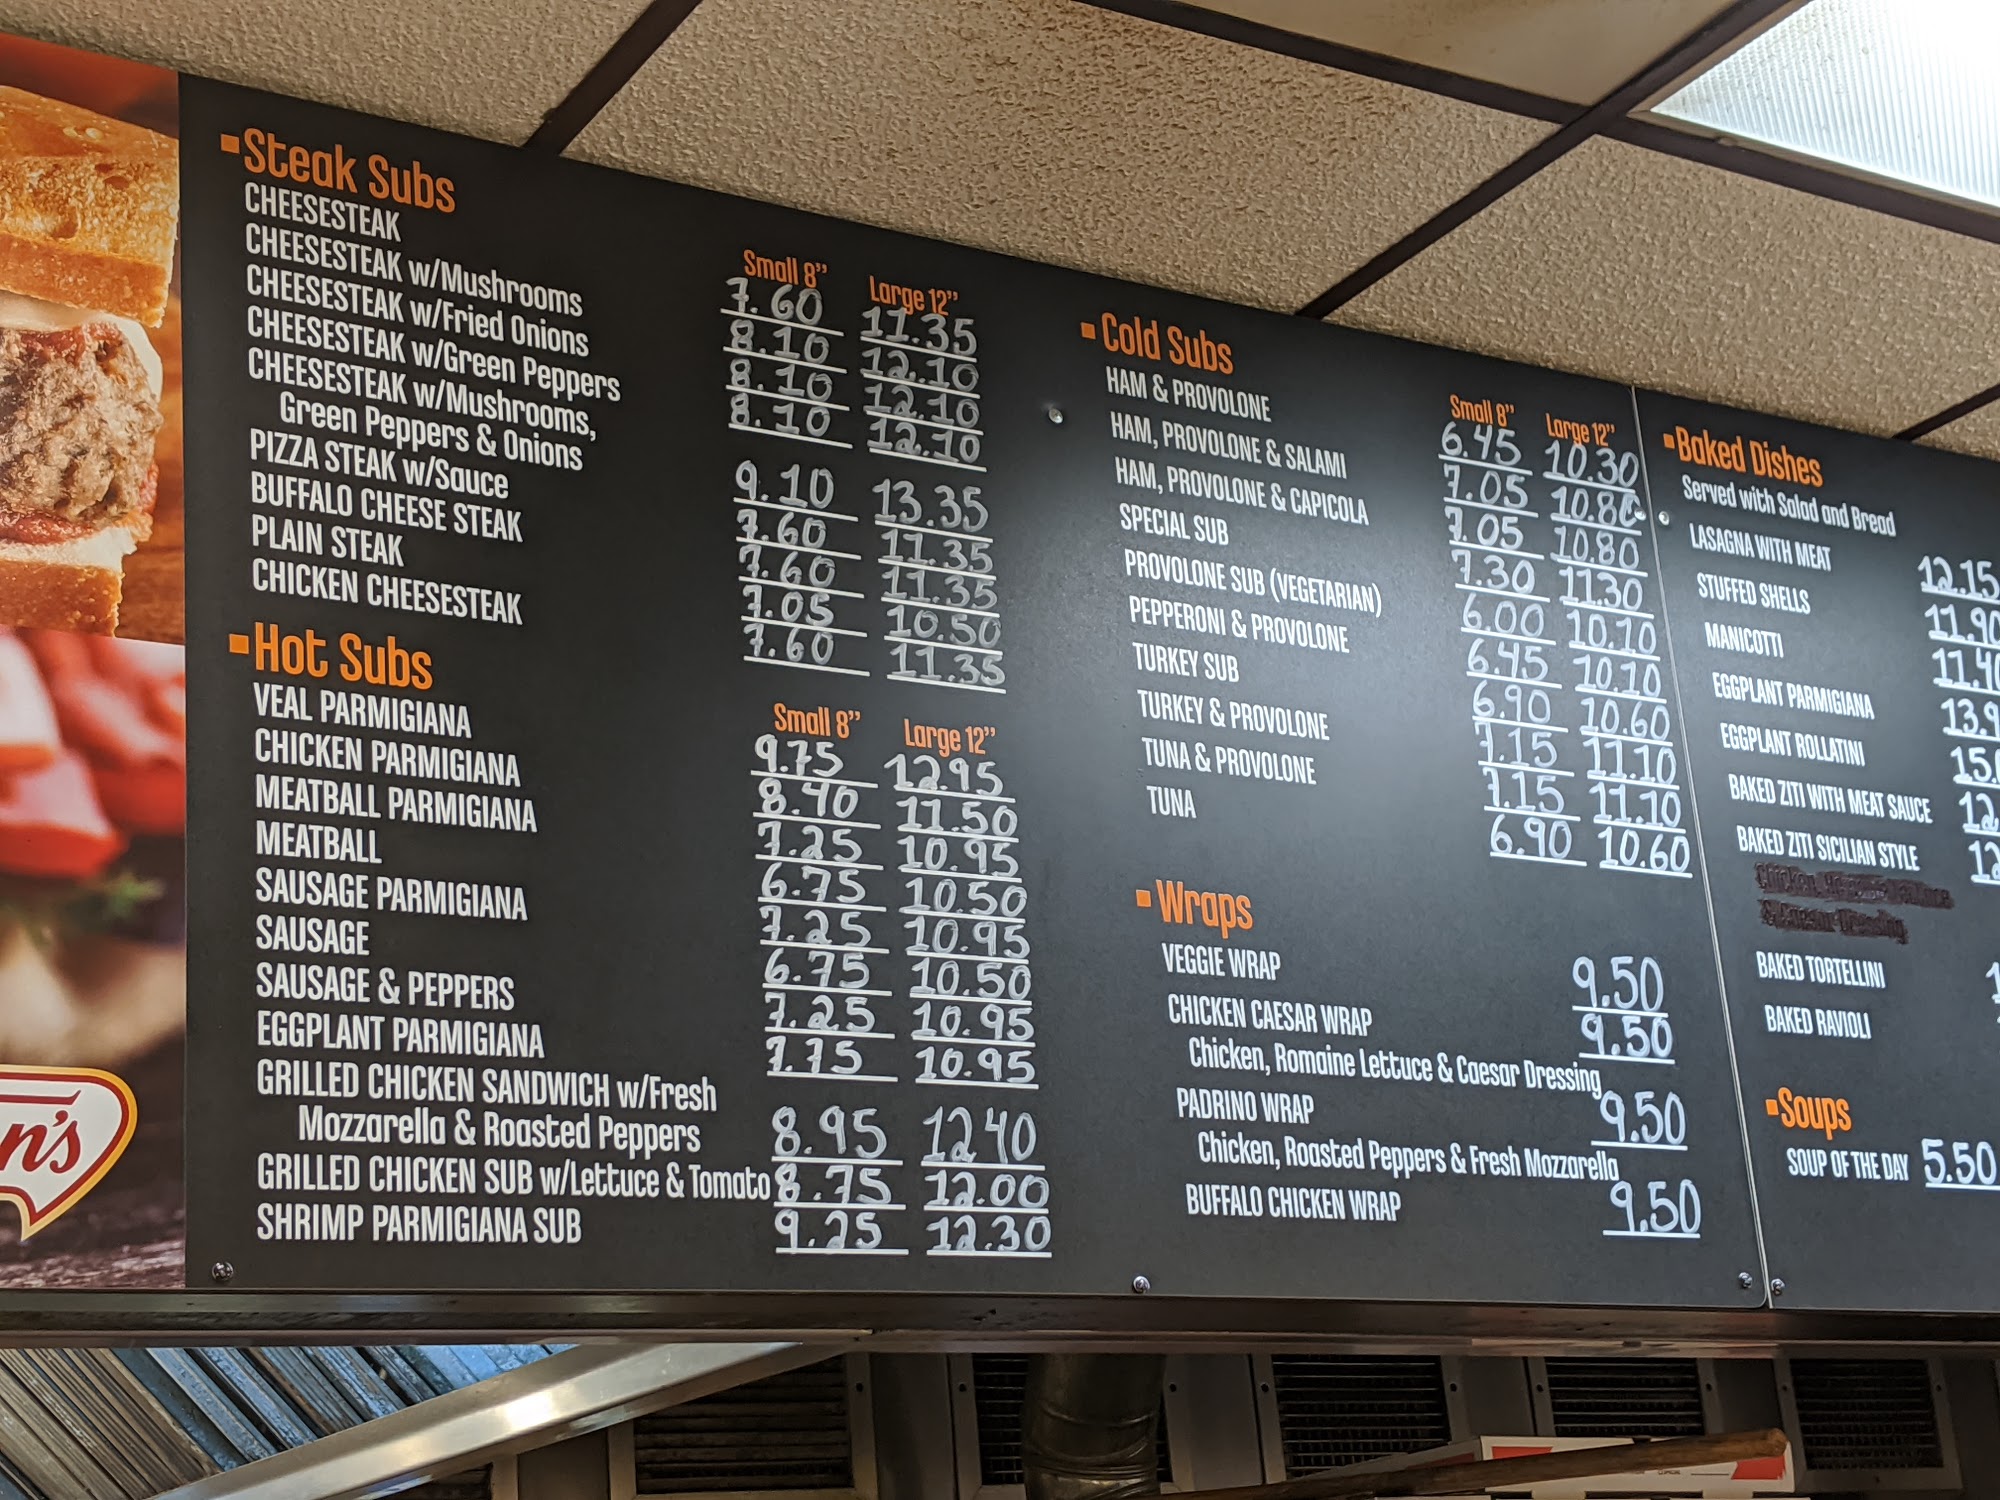 Steak Subs
Small 8" Large 12"
CHEESESTEAK 7.60 11.35
CHEESESTEAK w/Mushrooms 8.10 12.10
CHEESESTEAK w/Fried Onions 8.10 12.10
CHEESESTEAK w/Green Peppers 8.10 12.10
CHEESESTEAK w/Mushrooms,
Green Peppers & Onions 9.10 13.35
PIZZA STEAK w/Sauce 7.60 11.35
BUFFALO CHEESE STEAK 7.60 11.35
PLAIN STEAK 7.05 10.50
CHICKEN CHEESESTEAK 7.60 11.35
Hot Subs
Small 8" Large 12"
VEAL PARMIGIANA 9.75 12.95
CHICKEN PARMIGIANA 8.40 11.50
MEATBALL PARMIGIANA 7.25 10.95
MEATBALL 6.75 10.50
SAUSAGE PARMIGIANA 7.25 10.95
SAUSAGE 6.75 10.50
SAUSAGE & PEPPERS 7.25 10.95
EGGPLANT PARMIGIANA 7.75 10.95
GRILLED CHICKEN SANDWICH w/Fresh
Mozzarella & Roasted Peppers 8.95 12.40
GRILLED CHICKEN SUB w/Lettuce & Tomato 8.75 12.00
SHRIMP PARMIGIANA SUB 9.25 12.30
Cold Subs
Small 8" Large 12"
HAM & PROVOLONE 6.45 10.30
HAM, PROVOLONE & SALAMI 7.05 10.80
HAM, PROVOLONE & CAPICOLA 7.05 10.80
SPECIAL SUB 7.30 11.30
PROVOLONE SUB (VEGETARIAN) 6.00 10.10
PEPPERONI & PROVOLONE 6.45 10.10
TURKEY SUB 6.90 10.60
TURKEY & PROVOLONE 7.15 11.10
TUNA & PROVOLONE 7.15 11.10
TUNA 6.90 10.60
Wraps
VEGGIE WRAP 9.50
CHICKEN CAESAR WRAP 9.50
Chicken, Romaine Lettuce & Caesar Dressing
PADRINO WRAP 9.50
Chicken, Roasted Peppers & Fresh Mozzarella
BUFFALO CHICKEN WRAP 9.50
Baked Dishes
Served with Salad and Bread
LASAGNA WITH MEAT 12.15
STUFFED SHELLS 11.90
MANICOTTI 11.40
EGGPLANT PARMIGIANA 13.9
EGGPLANT ROLLATINI 15.
BAKED ZITI WITH MEAT SAUCE 12
BAKED ZITI SICILIAN STYLE 12
BAKED TORTELLINI
BAKED RAVIOLI
Soups
SOUP OF THE DAY 5.50
n's